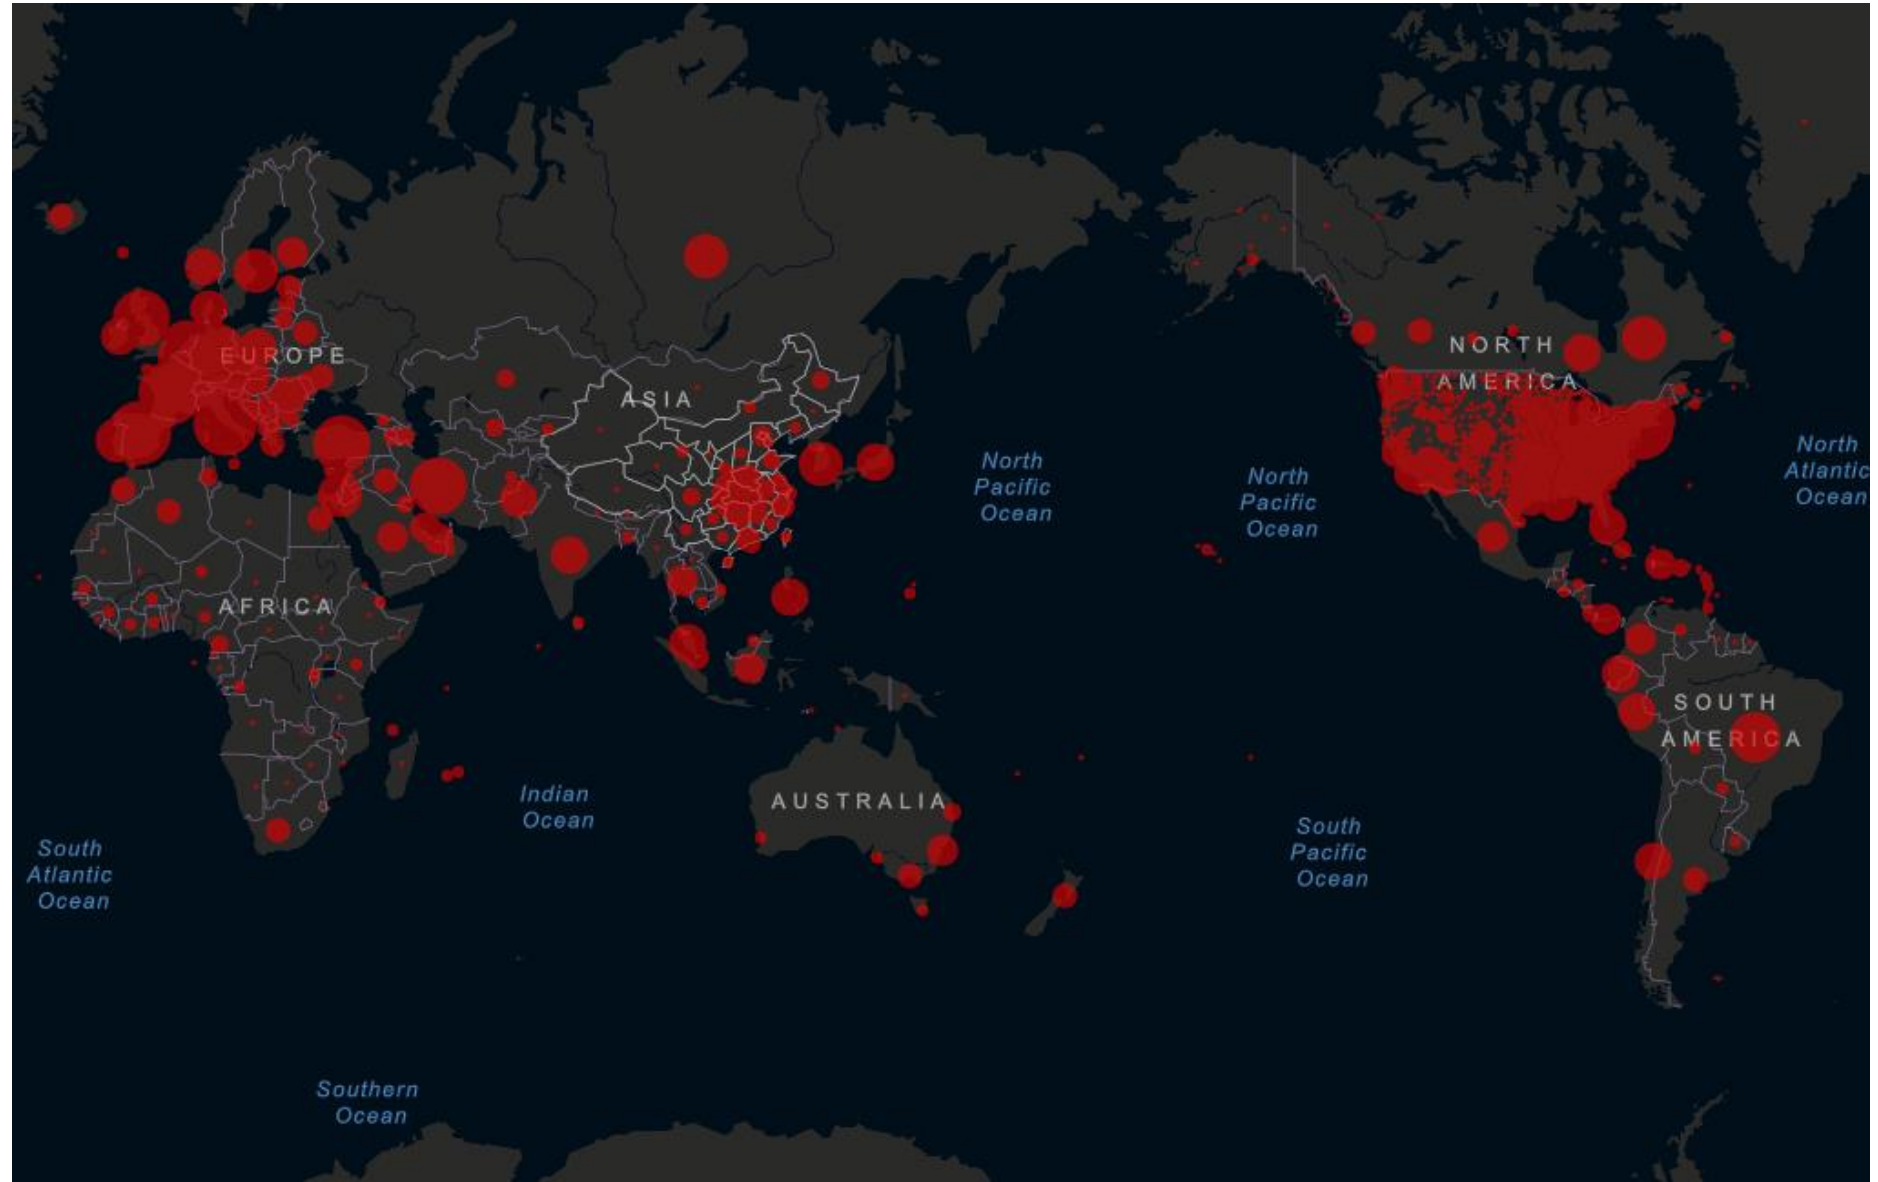 EUROPE
ASIA
NORTH
AMERICA
North
Atlantic
Ocean
North
Pacific
Ocean
North
Pacific
Ocean
AFRICA
SOUTH
AMERICA
Indian
Ocean
AUSTRALIA
South
Pacific
Ocean
South
Atlantic
Ocean
Southern
Ocean